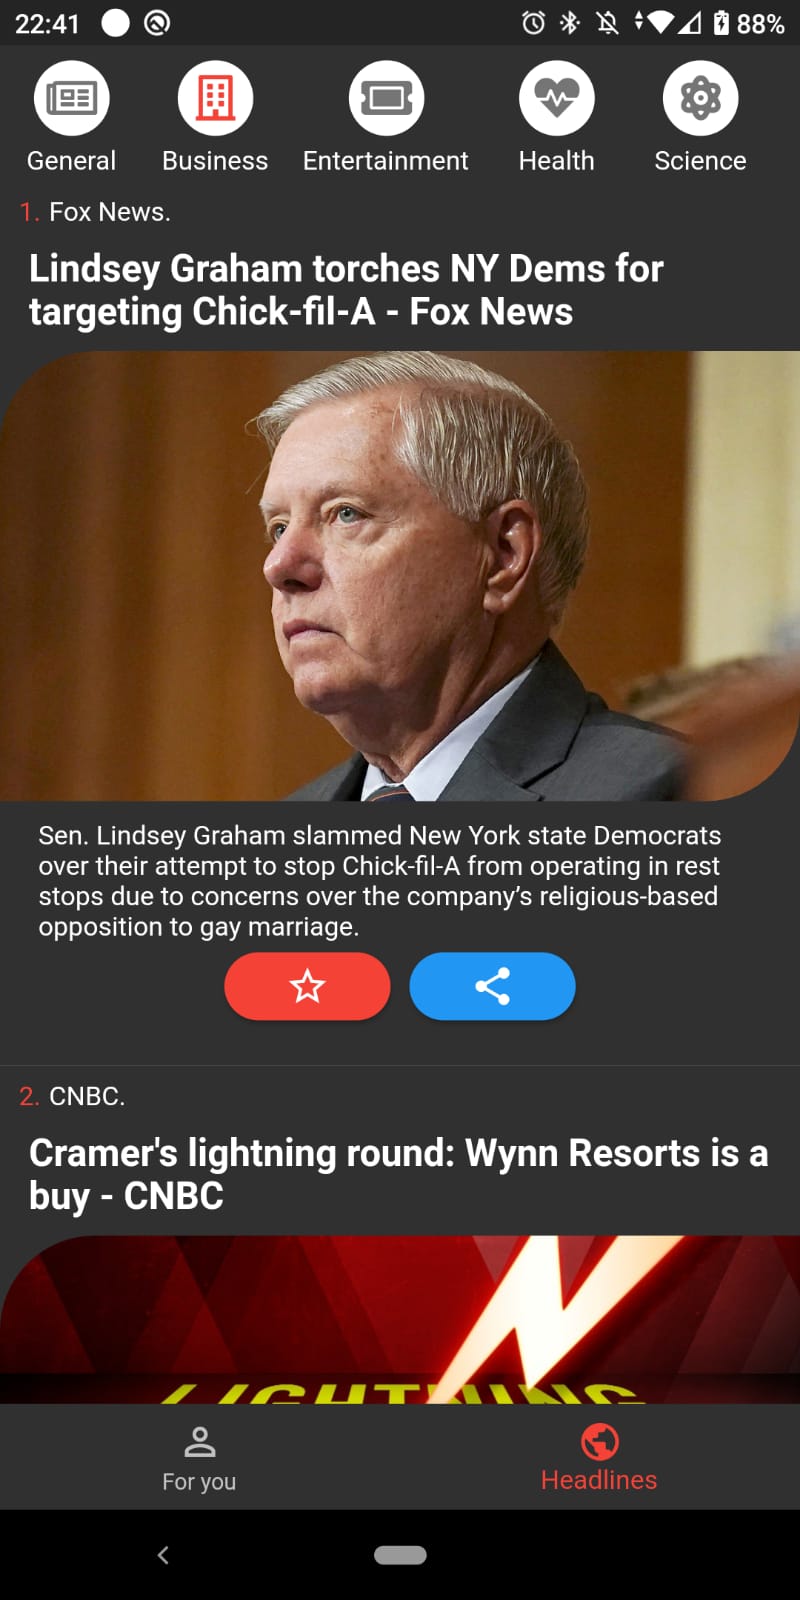 22:41
88%
General Business Entertainment Health Science
1. Fox News.
Lindsey Graham torches NY Dems for
targeting Chick-fil-A - Fox News
Sen. Lindsey Graham slammed New York state Democrats
over their attempt to stop Chick-fil-A from operating in rest
stops due to concerns over the company’s religious-based
opposition to gay marriage.
2. CNBC.
Cramer's lightning round: Wynn Resorts is a
buy - CNBC
LIGHTNING
For you Headlines